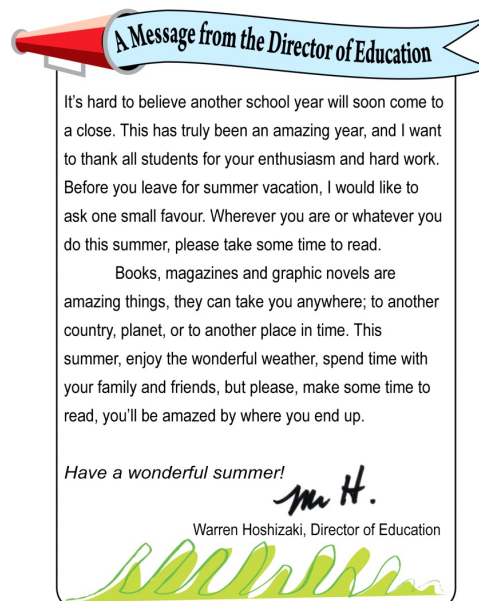 A Message from the Director of Education
It's hard to believe another school year will soon come to
a close. This has truly been an amazing year, and I want
to thank all students for your enthusiasm and hard work.
Before you leave for summer vacation, I would like to
ask one small favour. Wherever you are or whatever you
do this summer, please take some time to read.
Books, magazines and graphic novels are
amazing things, they can take you anywhere; to another
country, planet, or to another place in time. This
summer, enjoy the wonderful weather, spend time with
your family and friends, but please, make some time to
read, you'll be amazed by where you end up.
Have a wonderful summer!
Mr H.
Warren Hoshizaki, Director of Education